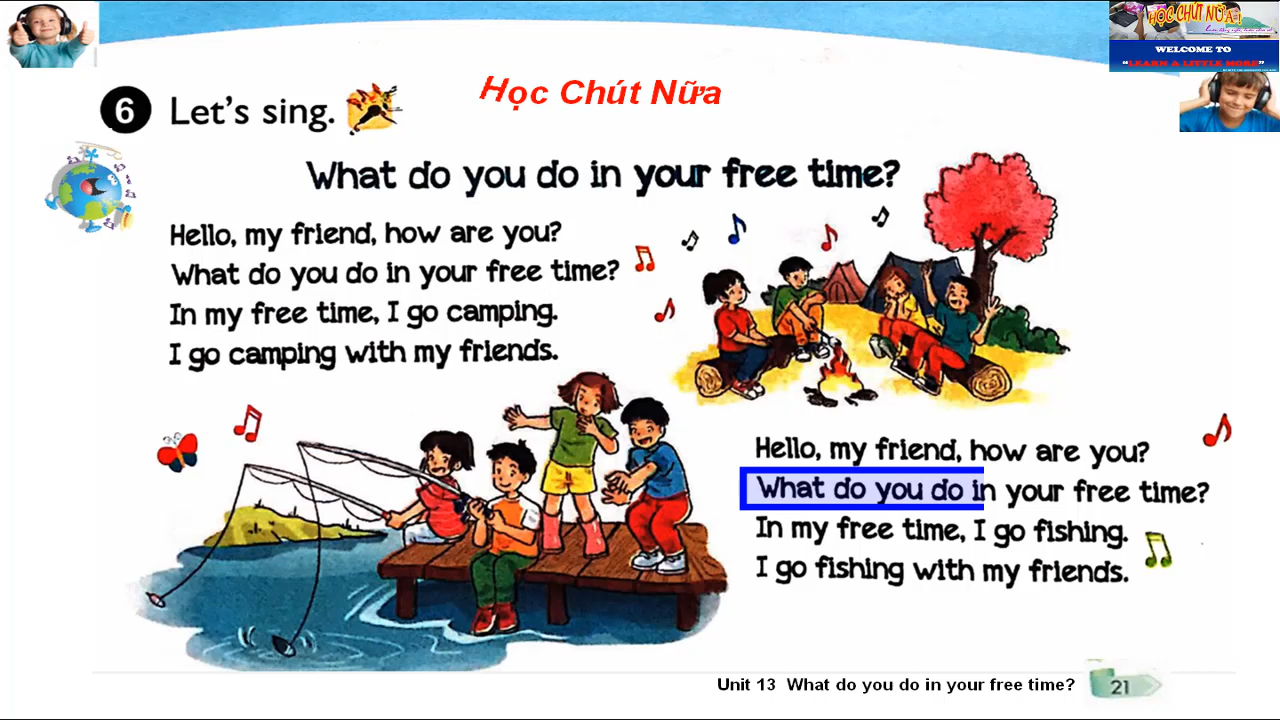 HỌC CHÚT NỮA!
WELCOME TO
"LEARN A LITTLE MORE"
Học Chút Nữa
6 Let's sing.
What do you do in your free time?
Hello, my friend, how are you?
What do you do in your free time?
In my free time, I go camping.
I go camping with my friends.
Hello, my friend, how are you?
What do you do in your free time?
In my free time, I go fishing.
I go fishing with my friends.
Unit 13 What do you do in your free time?
21